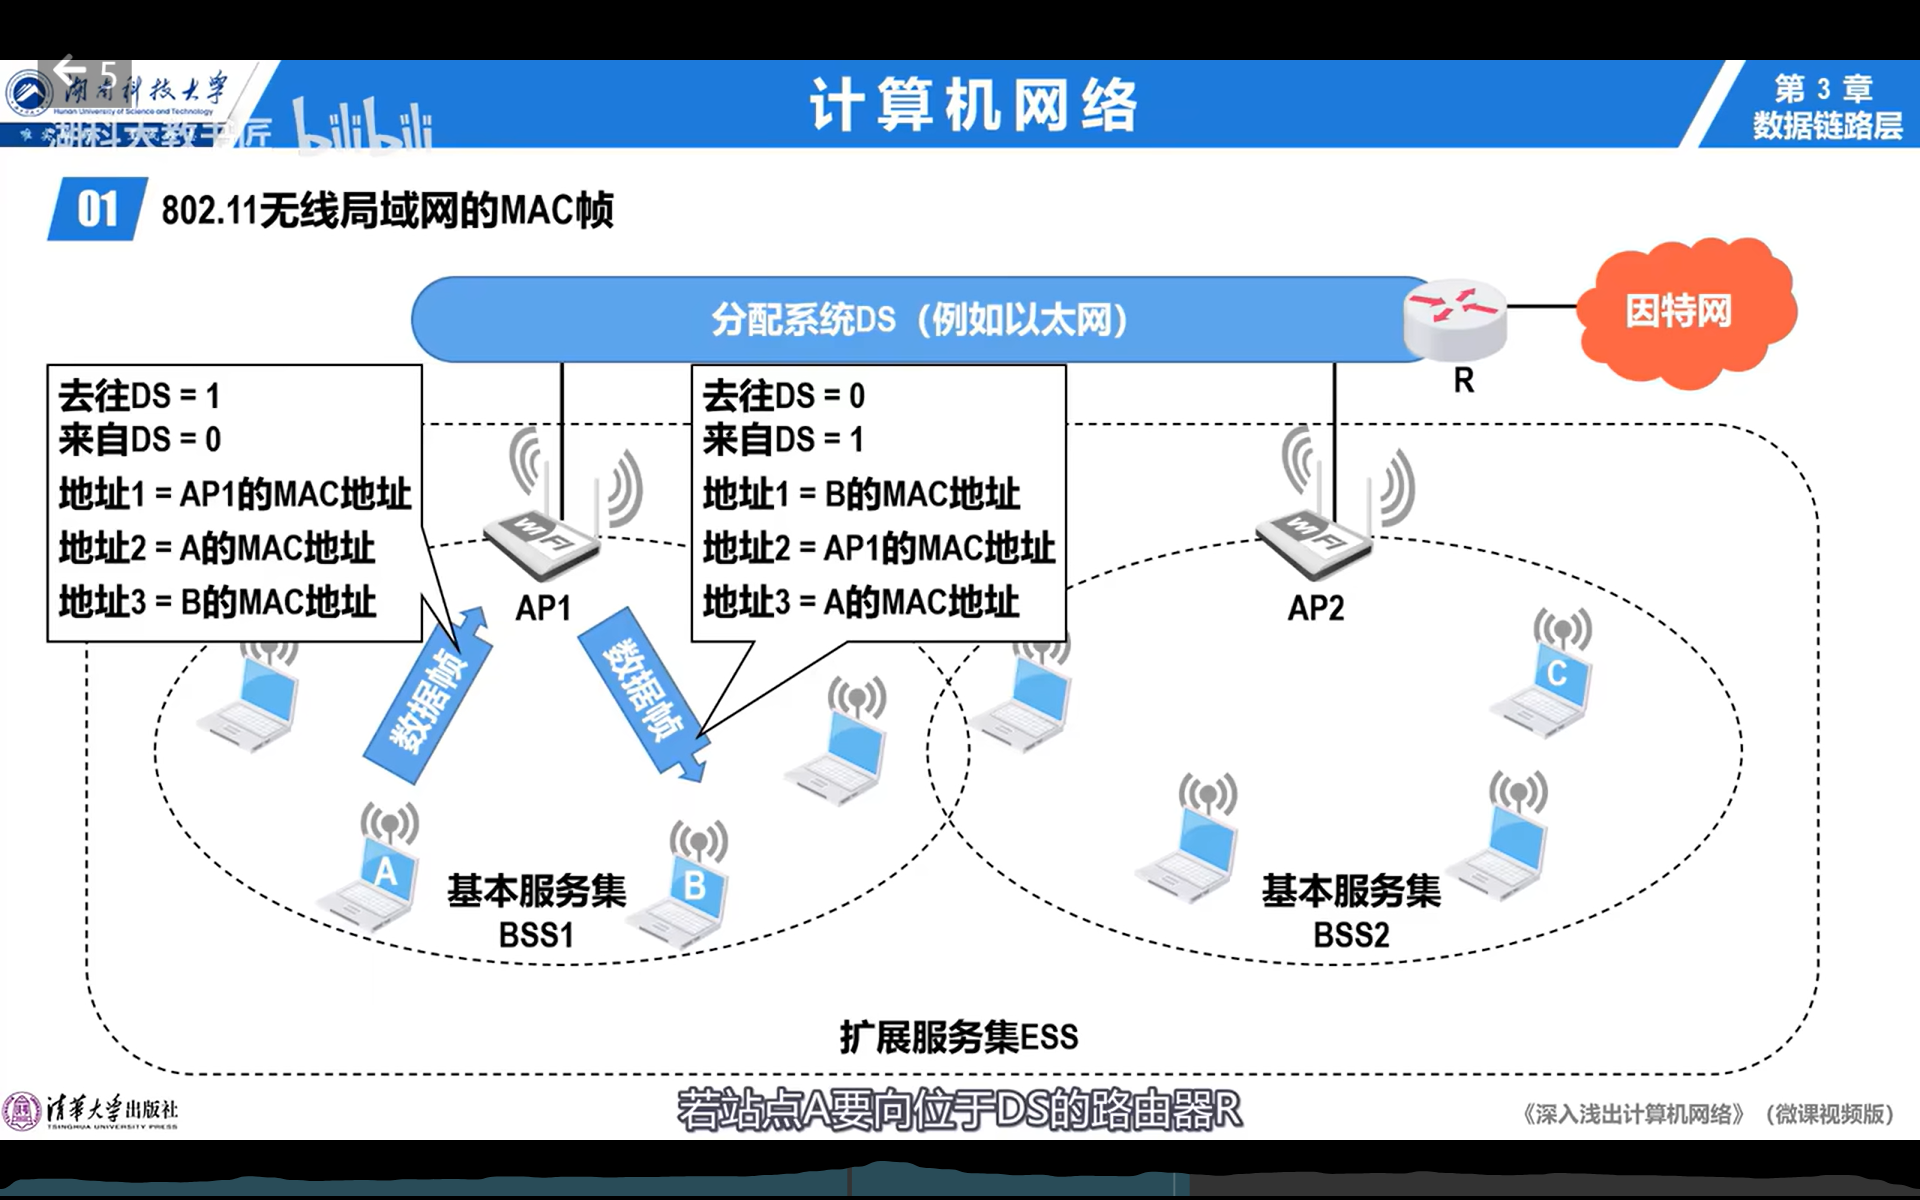 5
湖南科技大学
Hunan University of Science and Technology
湖科大教书匠
bilibili
计算机网络
第 3 章
数据链路层
01
802.11无线局域网的MAC帧
分配系统DS（例如以太网）
因特网
R
去往DS = 1
来自DS = 0
地址1 = AP1的MAC地址
地址2 = A的MAC地址
地址3 = B的MAC地址
去往DS = 0
来自DS = 1
地址1 = B的MAC地址
地址2 = AP1的MAC地址
地址3 = A的MAC地址
WiFi
AP1
WiFi
AP2
数据帧
数据帧
C
A
B
基本服务集
BSS1
基本服务集
BSS2
扩展服务集ESS
若站点A要向位于DS的路由器R
清华大学出版社
TSINGHUA UNIVERSITY PRESS
《深入浅出计算机网络》（微课视频版）